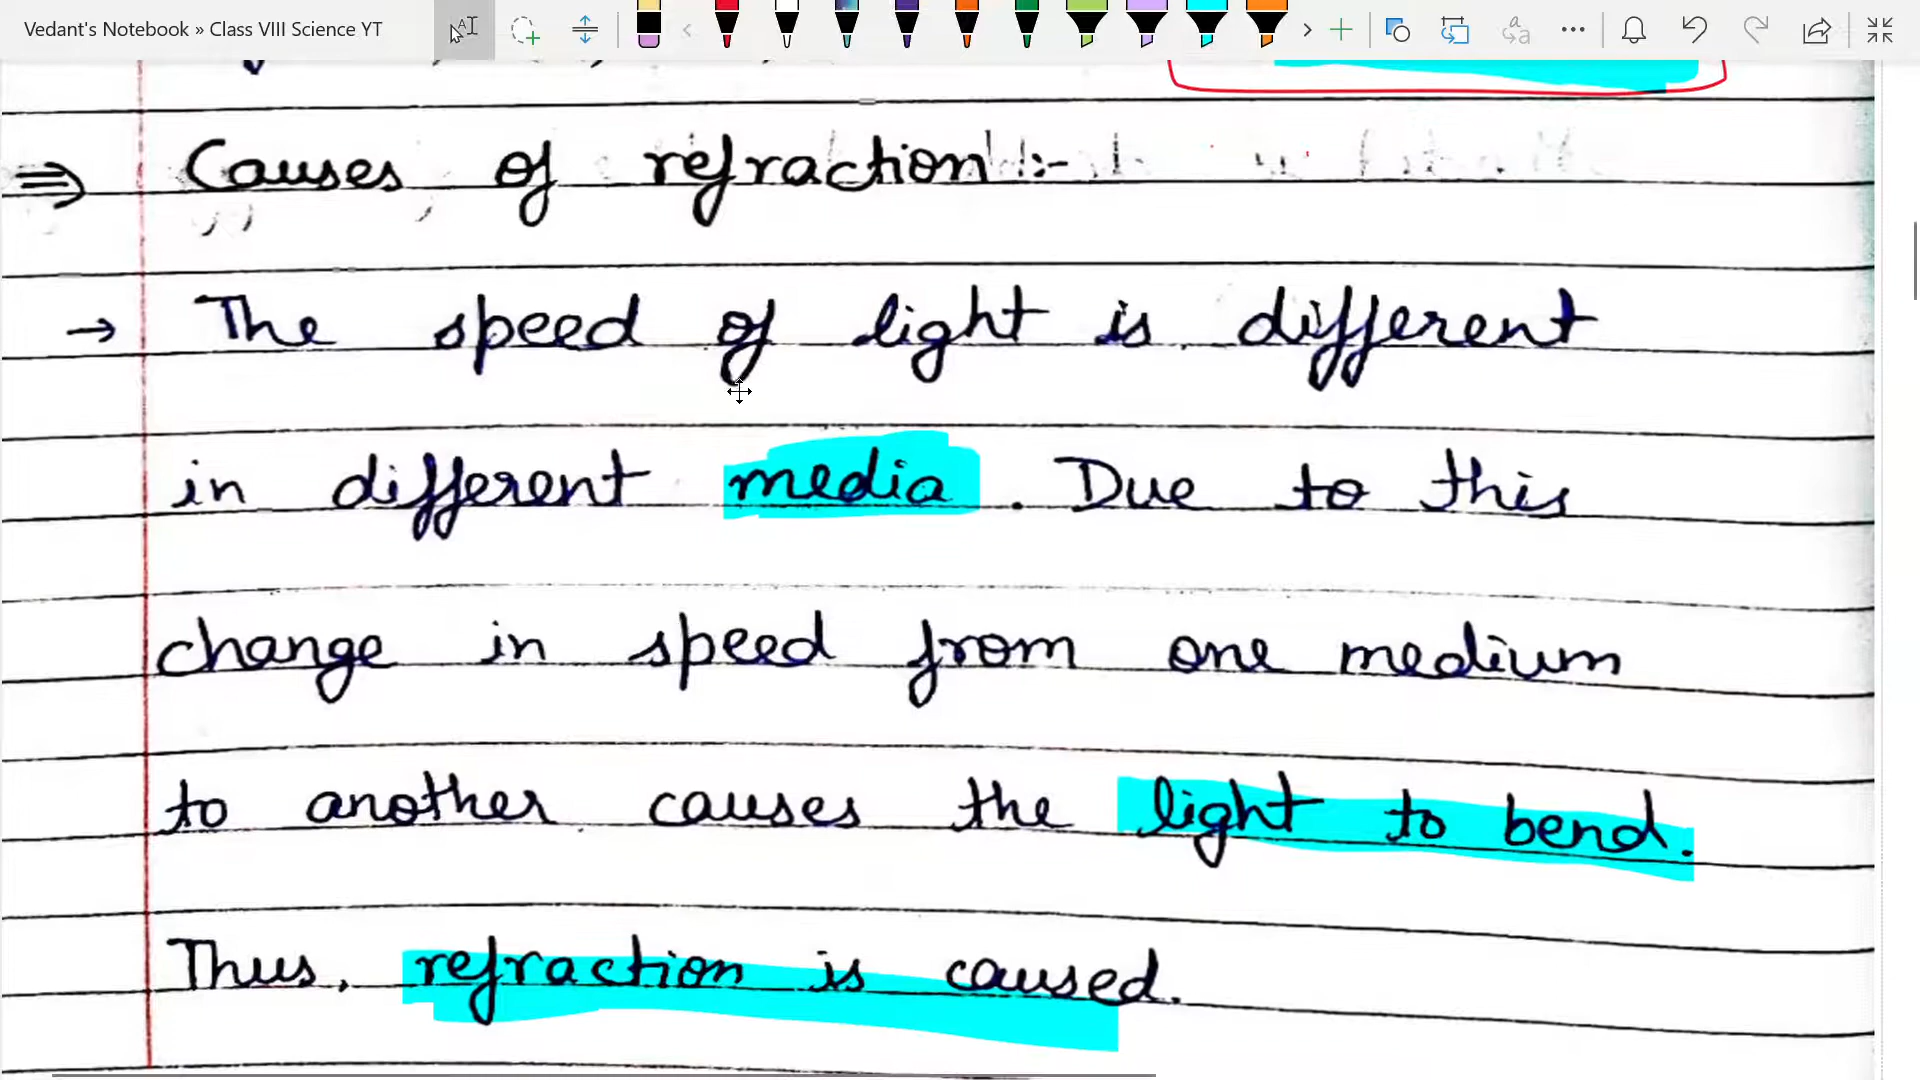 Vedant's Notebook » Class VIII Science YT
⇒ Causes of refraction :-
→ The speed of light is different
in different media. Due to this
change in speed from one medium
to another causes the light to bend.
Thus, refraction is caused.